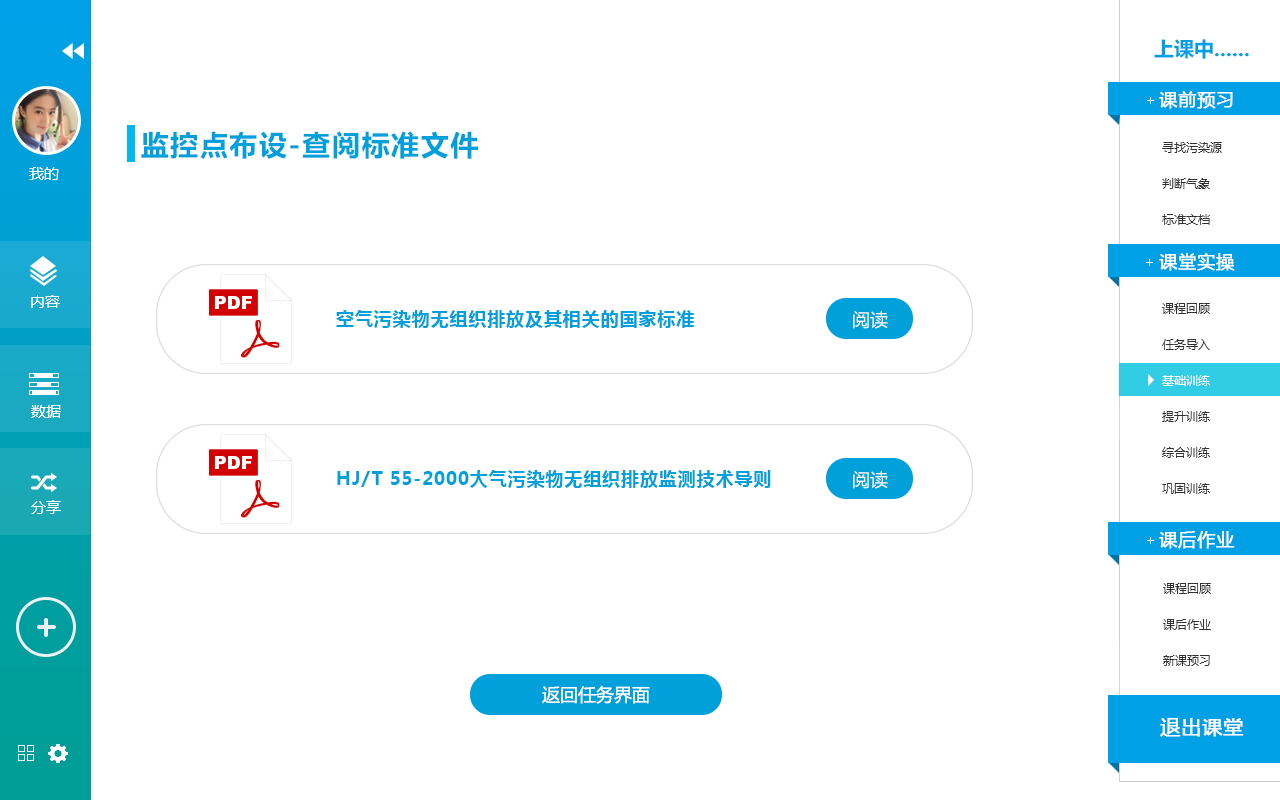 我的
内容
数据
分享
监控点布设-查阅标准文件
PDF
空气污染物无组织排放及其相关的国家标准
阅读
PDF
HJ/T 55-2000大气污染物无组织排放监测技术导则
阅读
返回任务界面
上课中......
+ 课前预习
寻找污染源
判断气象
标准文档
+ 课堂实操
课程回顾
任务导入
基础训练
提升训练
综合训练
巩固训练
+ 课后作业
课程回顾
课后作业
新课预习
退出课堂